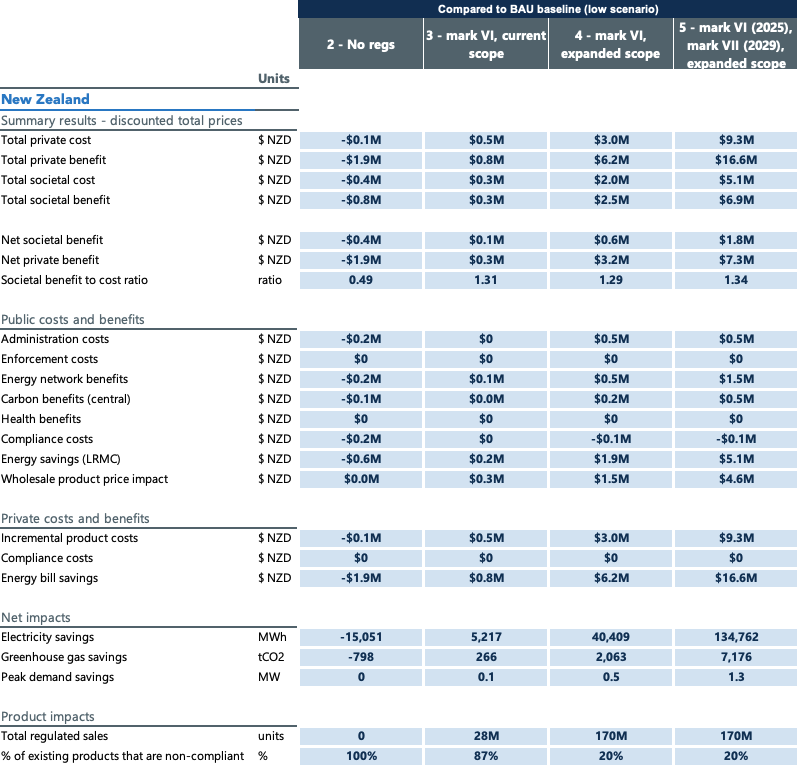 Compared to BAU baseline (low scenario)
Units 2 - No regs 3 - mark VI, current scope 4 - mark VI, expanded scope 5 - mark VI (2025), mark VII (2029), expanded scope
New Zealand
Summary results - discounted total prices
Total private cost $ NZD -$0.1M $0.5M $3.0M $9.3M
Total private benefit $ NZD -$1.9M $0.8M $6.2M $16.6M
Total societal cost $ NZD -$0.4M $0.3M $2.0M $5.1M
Total societal benefit $ NZD -$0.8M $0.3M $2.5M $6.9M
Net societal benefit $ NZD -$0.4M $0.1M $0.6M $1.8M
Net private benefit $ NZD -$1.9M $0.3M $3.2M $7.3M
Societal benefit to cost ratio ratio 0.49 1.31 1.29 1.34
Public costs and benefits
Administration costs $ NZD -$0.2M $0 $0.5M $0.5M
Enforcement costs $ NZD $0 $0 $0 $0
Energy network benefits $ NZD -$0.2M $0.1M $0.5M $1.5M
Carbon benefits (central) $ NZD -$0.1M $0.0M $0.2M $0.5M
Health benefits $ NZD $0 $0 $0 $0
Compliance costs $ NZD -$0.2M $0 -$0.1M -$0.1M
Energy savings (LRMC) $ NZD -$0.6M $0.2M $1.9M $5.1M
Wholesale product price impact $ NZD $0.0M $0.3M $1.5M $4.6M
Private costs and benefits
Incremental product costs $ NZD -$0.1M $0.5M $3.0M $9.3M
Compliance costs $ NZD $0 $0 $0 $0
Energy bill savings $ NZD -$1.9M $0.8M $6.2M $16.6M
Net impacts
Electricity savings MWh -15,051 5,217 40,409 134,762
Greenhouse gas savings tCO2 -798 266 2,063 7,176
Peak demand savings MW 0 0.1 0.5 1.3
Product impacts
Total regulated sales units 0 28M 170M 170M
% of existing products that are non-compliant % 100% 87% 20% 20%